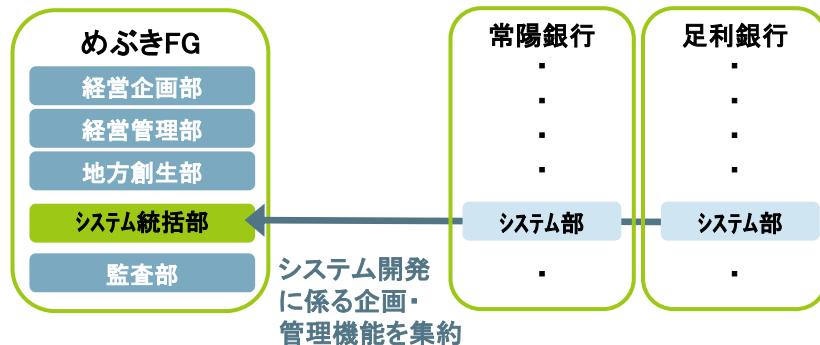 めぶきFG
経営企画部
経営管理部
地方創生部
システム統括部
監査部
システム開発
に係る企画・
管理機能を集約
常陽銀行
・
・
・
・
システム部
・
足利銀行
・
・
・
・
システム部
・